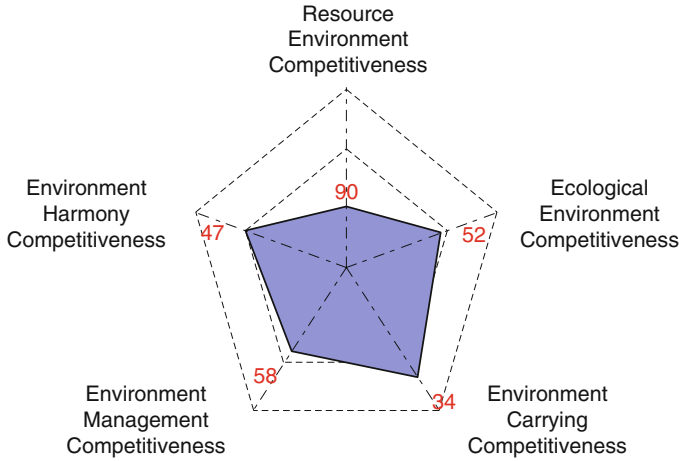 Resource
Environment
Competitiveness
90
Environment
Harmony
Competitiveness
47
Ecological
Environment
Competitiveness
52
Environment
Management
Competitiveness
58
Environment
Carrying
Competitiveness
34